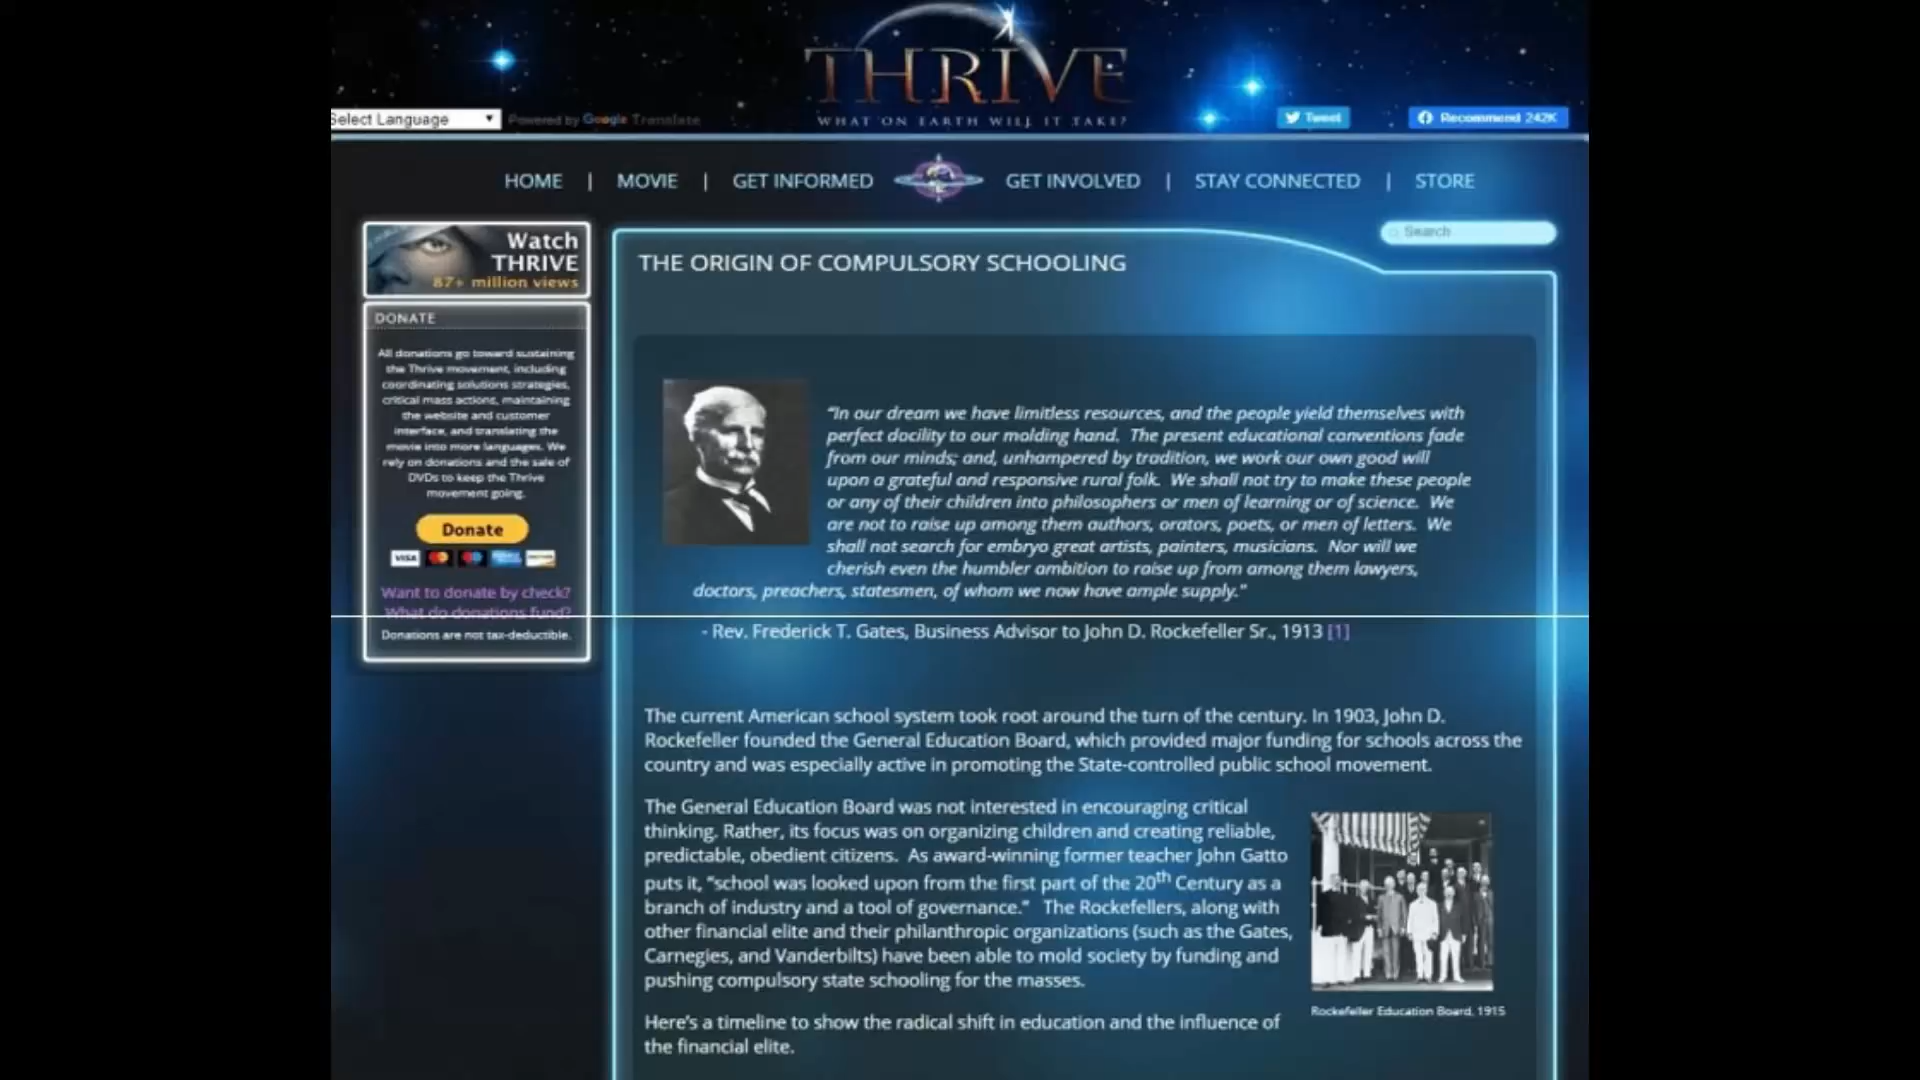 THRIVE
WHAT ON EARTH WILL IT TAKE?
Select Language
Powered by Google Translate
Tweet
Recommend 242K
HOME | MOVIE | GET INFORMED GET INVOLVED | STAY CONNECTED | STORE
Search
Watch
THRIVE
87+ million views
DONATE
All donations go toward sustaining
the Thrive movement, including
coordinating solutions strategies,
critical mass actions, maintaining
the website and customer
interface, and translating the
movie into more languages. We
rely on donations and the sale of
DVDs to keep the Thrive
movement going.
Donate
VISA
Want to donate by check?
What do donations fund?
Donations are not tax-deductible.
THE ORIGIN OF COMPULSORY SCHOOLING
"In our dream we have limitless resources, and the people yield themselves with
perfect docility to our molding hand. The present educational conventions fade
from our minds; and, unhampered by tradition, we work our own good will
upon a grateful and responsive rural folk. We shall not try to make these people
or any of their children into philosophers or men of learning or of science. We
are not to raise up among them authors, orators, poets, or men of letters. We
shall not search for embryo great artists, painters, musicians. Nor will we
cherish even the humbler ambition to raise up from among them lawyers,
doctors, preachers, statesmen, of whom we now have ample supply."
- Rev. Frederick T. Gates, Business Advisor to John D. Rockefeller Sr., 1913 [1]
The current American school system took root around the turn of the century. In 1903, John D.
Rockefeller founded the General Education Board, which provided major funding for schools across the
country and was especially active in promoting the State-controlled public school movement.
The General Education Board was not interested in encouraging critical
thinking. Rather, its focus was on organizing children and creating reliable,
predictable, obedient citizens. As award-winning former teacher John Gatto
puts it, "school was looked upon from the first part of the 20th Century as a
branch of industry and a tool of governance." The Rockefellers, along with
other financial elite and their philanthropic organizations (such as the Gates,
Carnegies, and Vanderbilts) have been able to mold society by funding and
pushing compulsory state schooling for the masses.
Rockefeller Education Board, 1915
Here's a timeline to show the radical shift in education and the influence of
the financial elite.